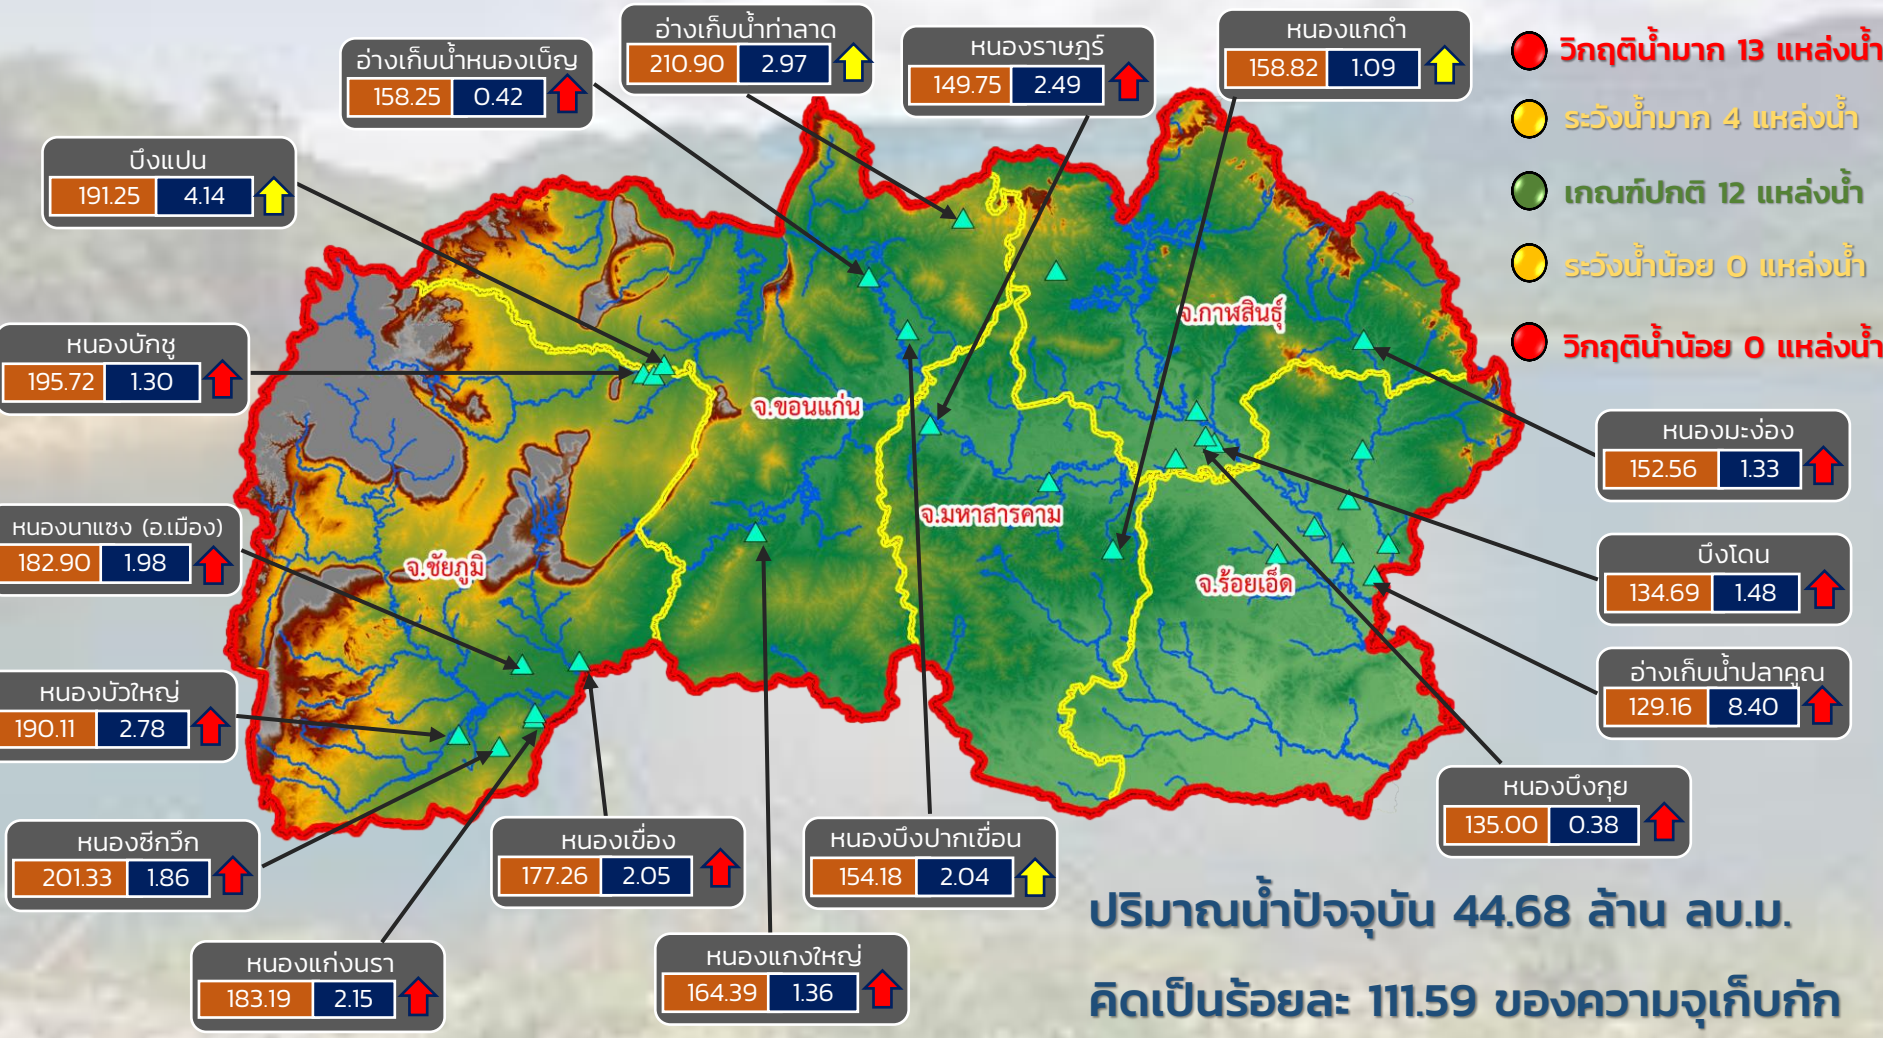 อ่างเก็บน้ำท่าลาด
210.90 2.97
หนองแกดำ
158.82 1.09
หนองราษฎร์
149.75 2.49
อ่างเก็บน้ำหนองเบ็ญ
158.25 0.42
บึงแปน
191.25 4.14
หนองบักชู
195.72 1.30
หนองนาแซง (อ.เมือง)
182.90 1.98
หนองบัวใหญ่
190.11 2.78
หนองซีกวึก
201.33 1.86
หนองแก่งนรา
183.19 2.15
หนองเขื่อง
177.26 2.05
หนองแกงใหญ่
164.39 1.36
หนองบึงปากเขื่อน
154.18 2.04
หนองบึงกุย
135.00 0.38
อ่างเก็บน้ำปลาคูณ
129.16 8.40
บึงโดน
134.69 1.48
หนองมะง่อง
152.56 1.33
วิกฤติน้ำมาก 13 แหล่งน้ำ
ระวังน้ำมาก 4 แหล่งน้ำ
เกณฑ์ปกติ 12 แหล่งน้ำ
ระวังน้ำน้อย 0 แหล่งน้ำ
วิกฤติน้ำน้อย 0 แหล่งน้ำ
จ.กาฬสินธุ์
จ.ขอนแก่น
จ.มหาสารคาม
จ.ชัยภูมิ
จ.ร้อยเอ็ด
ปริมาณน้ำปัจจุบัน 44.68 ล้าน ลบ.ม.
คิดเป็นร้อยละ 111.59 ของความจุเก็บกัก